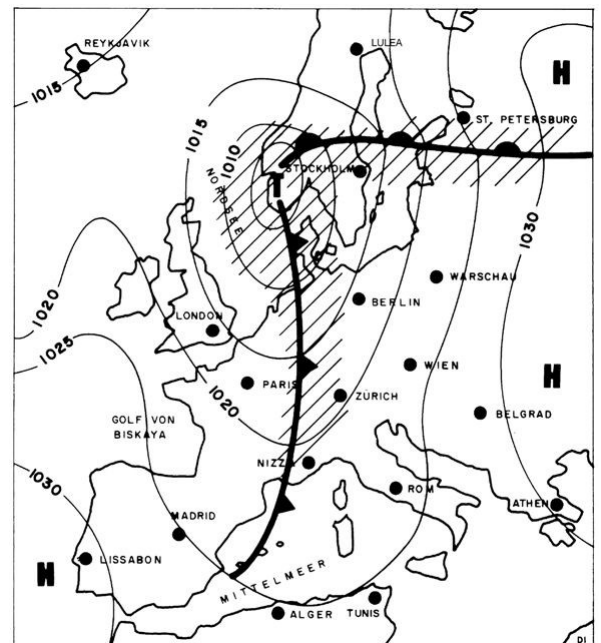 REYKJAVIK
LULEA
H
1015
ST. PETERSBURG
1015
1010
STOCKHOLM
NORDSEE
T
1030
WARSCHAU
1020
BERLIN
LONDON
1025
WIEN
H
PARIS
ZÜRICH
1020
BELGRAD
GOLF VON
BISKAYA
NIZZA
1030
ROM
ATHEN
MADRID
LISSABON
H
MITTELMEER
ALGER
TUNIS